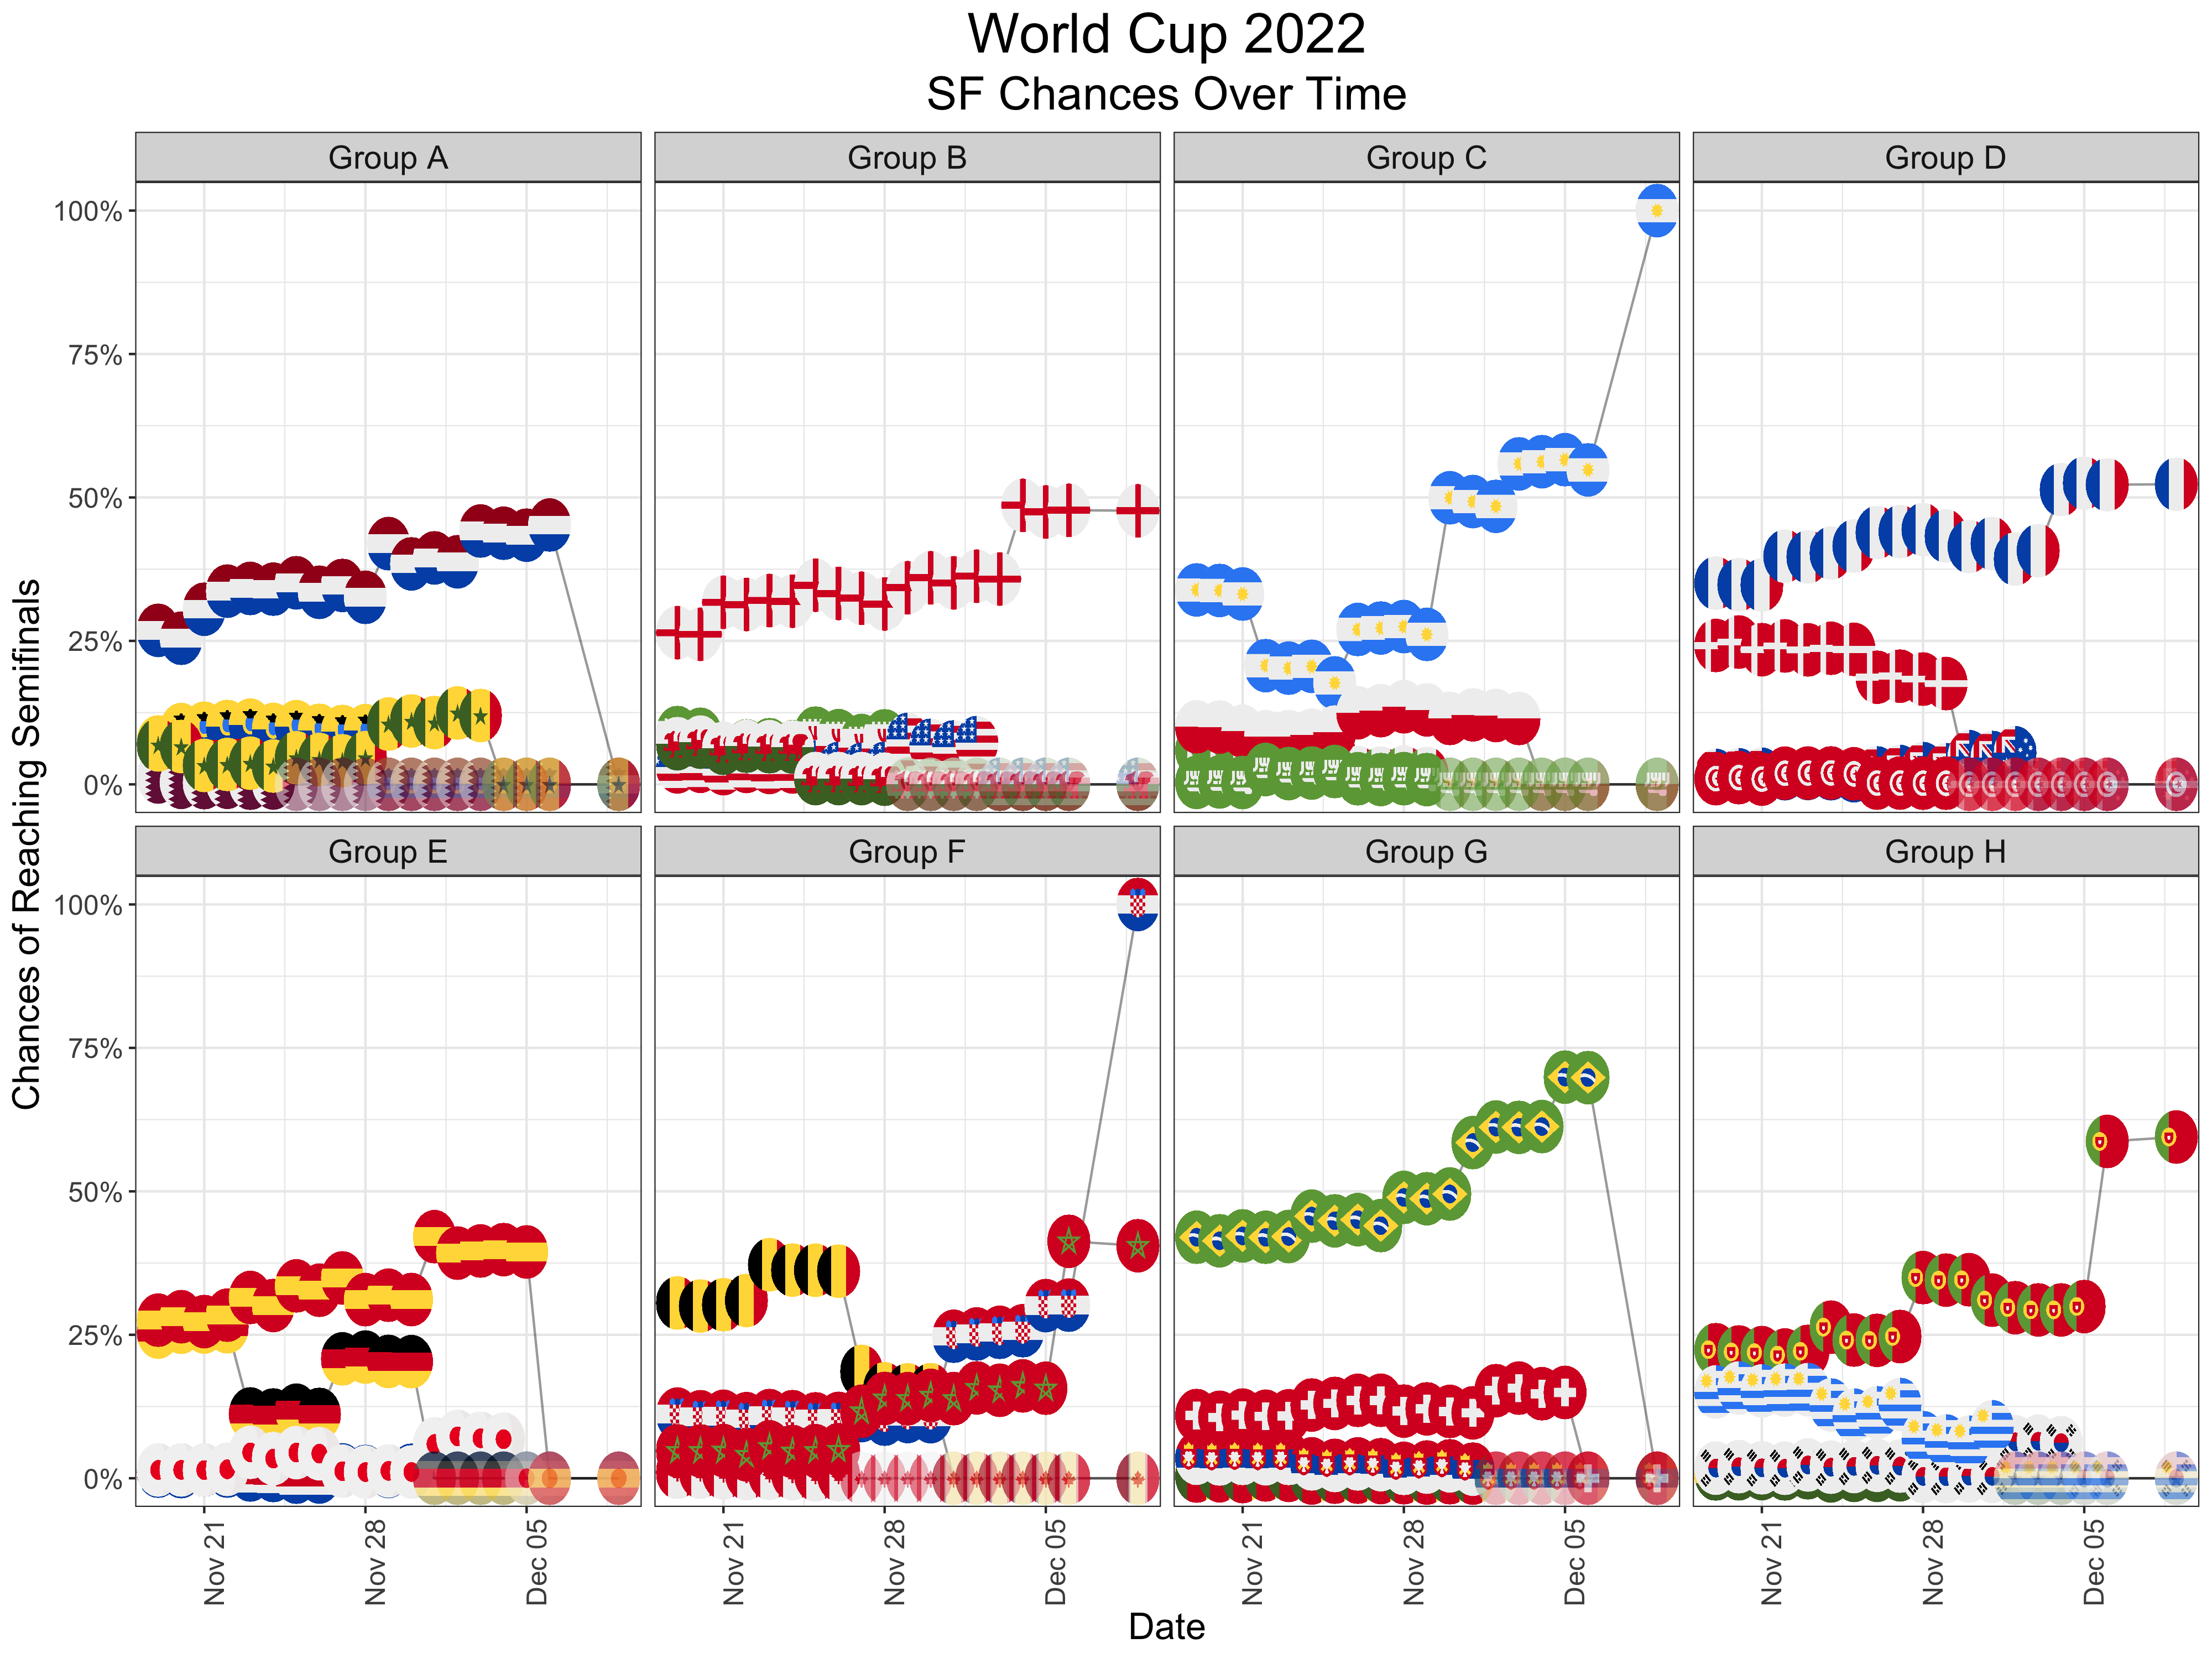 World Cup 2022
SF Chances Over Time
Group A
Group B
Group C
Group D
100%
75%
50%
25%
0%
Group E
Group F
Group G
Group H
100%
75%
50%
25%
0%
Chances of Reaching Semifinals
Nov 21
Nov 28
Dec 05
Nov 21
Nov 28
Dec 05
Nov 21
Nov 28
Dec 05
Nov 21
Nov 28
Dec 05
Date